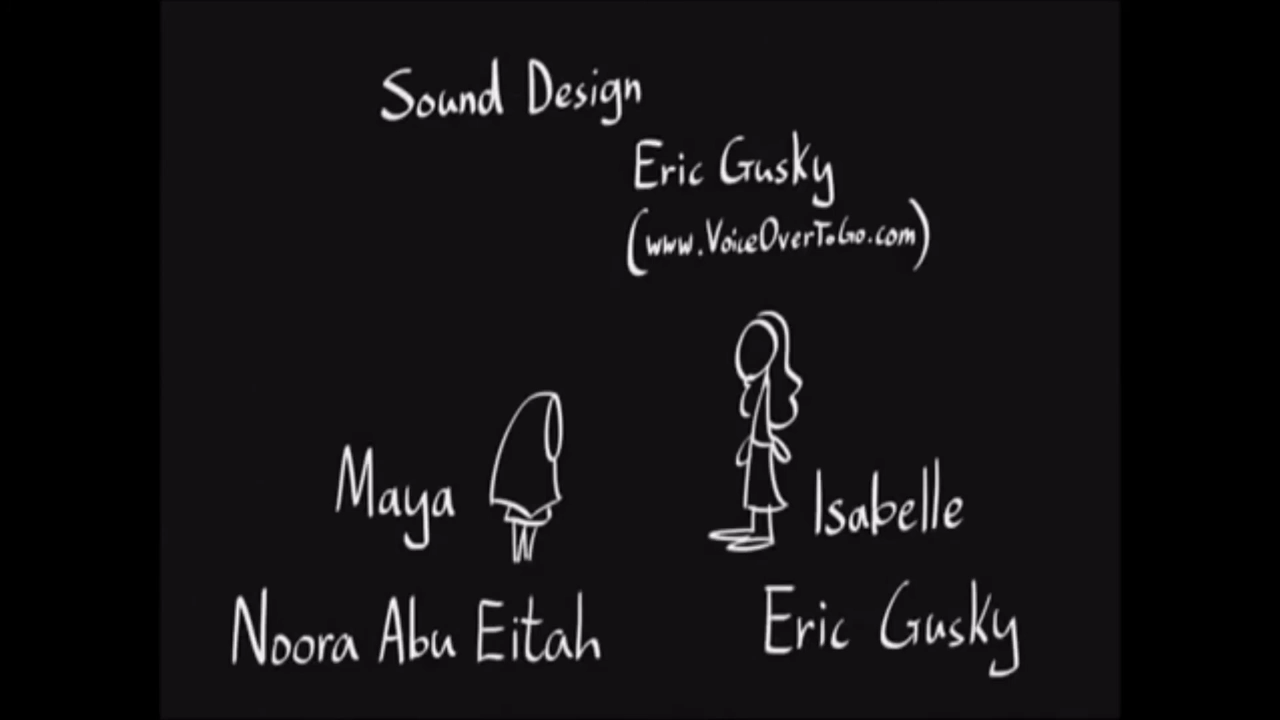 Sound Design
Eric Gusky
(www.VoiceOverToGo.com)
Maya
Isabelle
Noora Abu Eitah
Eric Gusky